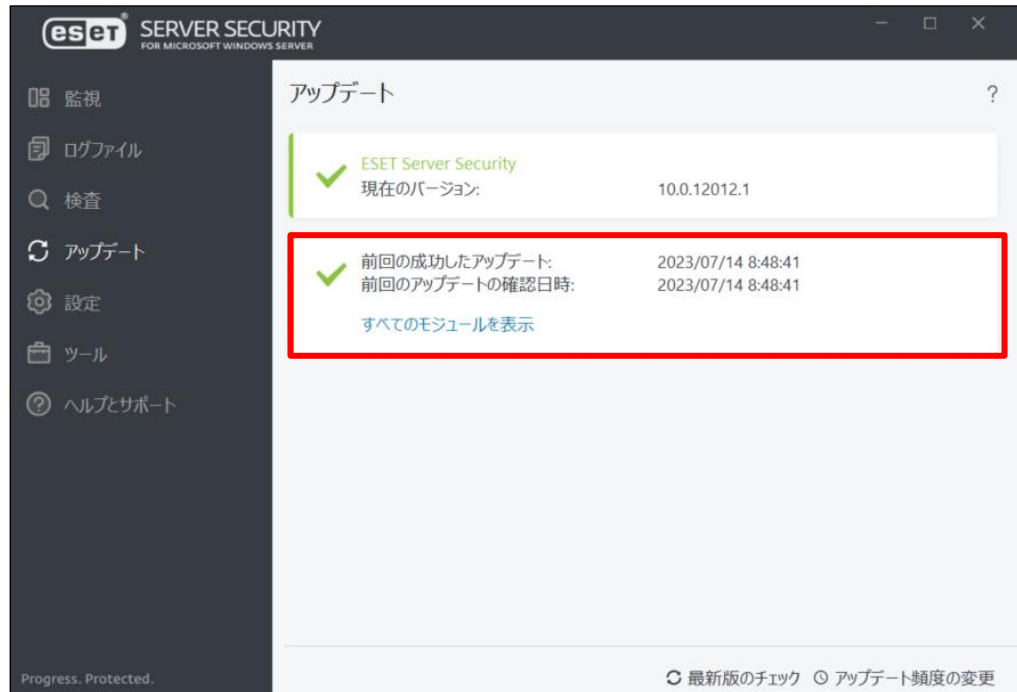 eset® SERVER SECURITY
FOR MICROSOFT WINDOWS SERVER
監視
ログファイル
検査
アップデート
設定
ツール
ヘルプとサポート
Progress. Protected.
アップデート
?
ESET Server Security
現在のバージョン: 10.0.12012.1
前回の成功したアップデート: 2023/07/14 8:48:41
前回のアップデートの確認日時: 2023/07/14 8:48:41
すべてのモジュールを表示
最新版のチェック アップデート頻度の変更